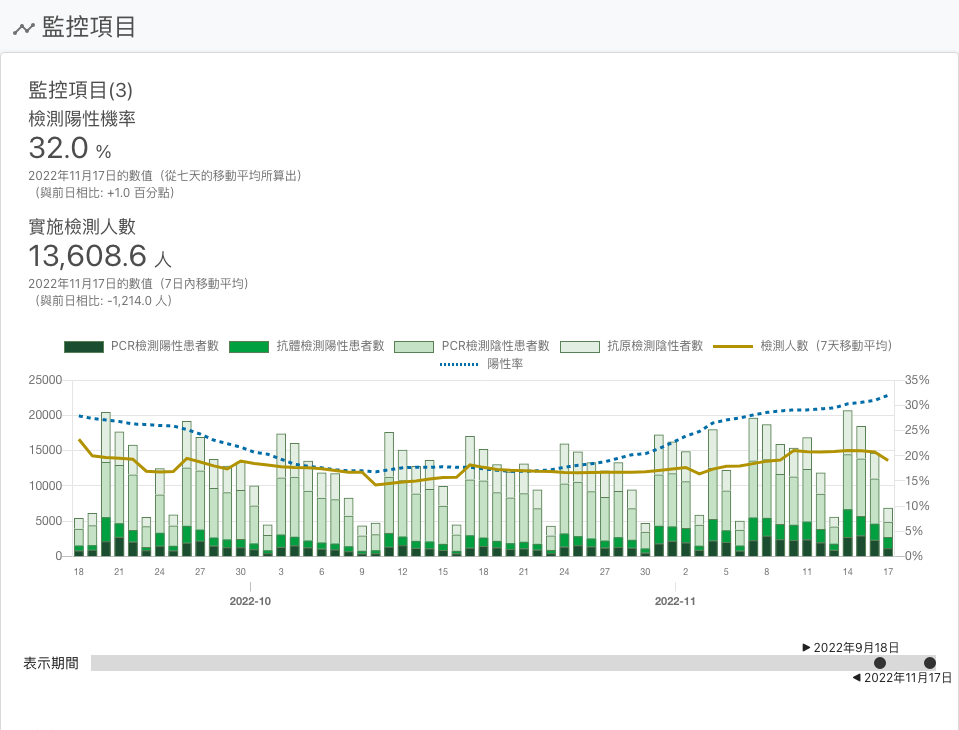 監控項目
監控項目(3)
檢測陽性機率
32.0 %
2022年11月17日的數值（從七天的移動平均所算出）
（與前日相比: +1.0 百分點）
實施檢測人數
13,608.6 人
2022年11月17日的數值（7日內移動平均）
（與前日相比: -1,214.0 人）
PCR檢測陽性患者數 抗體檢測陽性患者數 PCR檢測陰性患者數 抗原檢測陰性者數 檢測人數（7天移動平均）
陽性率
25000 35%
20000 30%
25%
15000 20%
10000 15%
10%
5000 5%
0 0%
18 21 24 27 30 3 6 9 12 15 18 21 24 27 30 2 5 8 11 14 17
2022-10 2022-11
▶ 2022年9月18日
表示期間
◀ 2022年11月17日